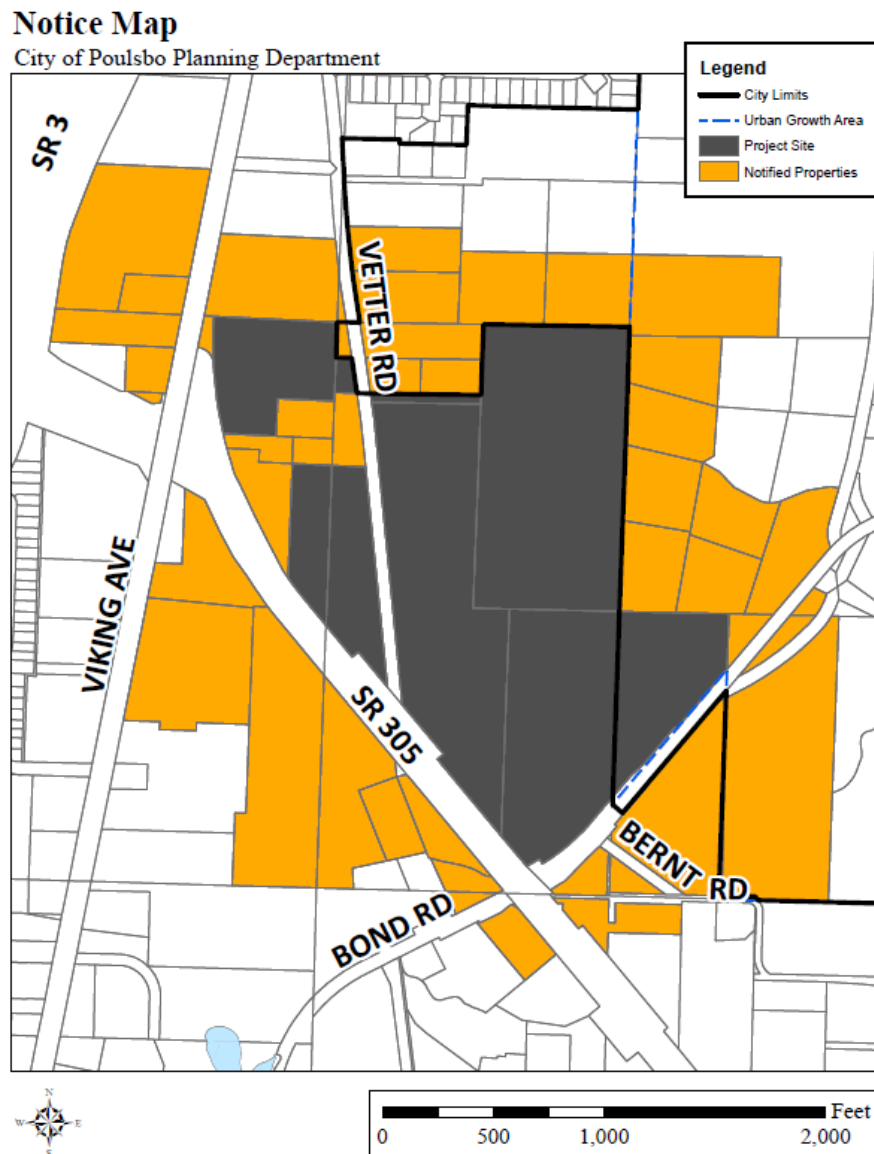 Notice Map
City of Poulsbo Planning Department
Legend
City Limits
Urban Growth Area
Project Site
Notified Properties
SR 3
VETTER RD
VIKING AVE
SR 305
BERNT RD
BOND RD
N
W E
S
Feet
0 500 1,000 2,000